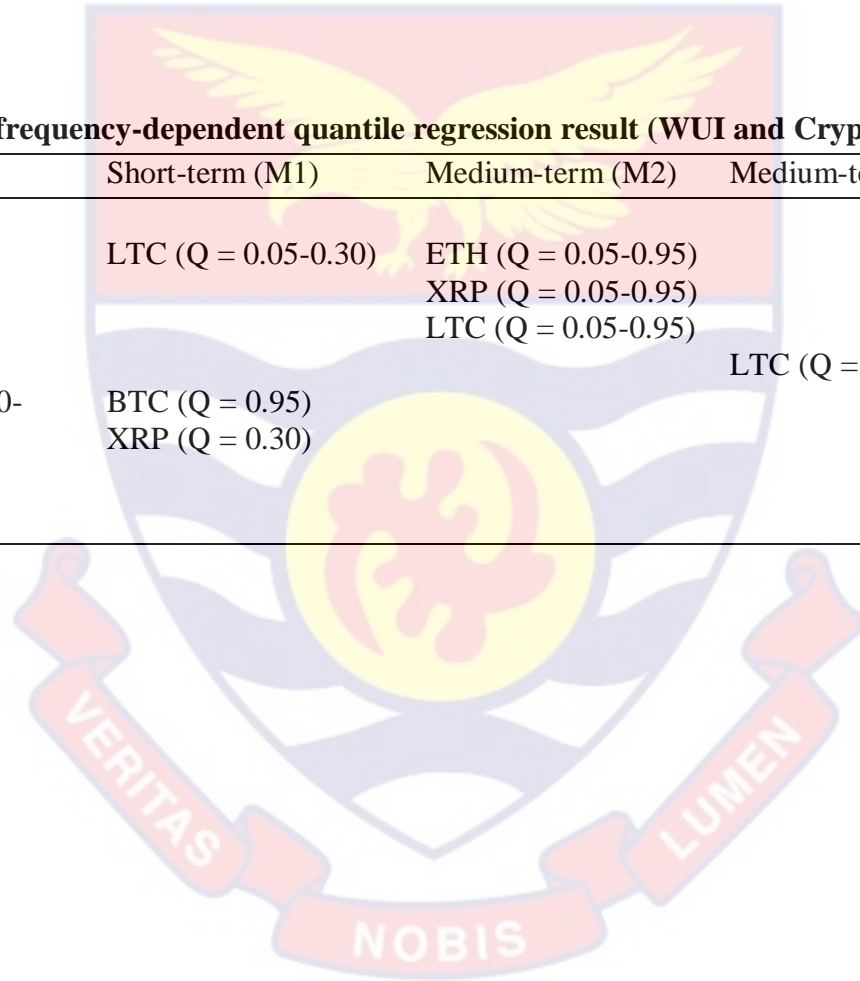 frequency-dependent quantile regression result (WUI and Cryp
Short-term (M1) Medium-term (M2) Medium-te
LTC (Q = 0.05-0.30) ETH (Q = 0.05-0.95)
XRP (Q = 0.05-0.95)
LTC (Q = 0.05-0.95)
LTC (Q =
0- BTC (Q = 0.95)
XRP (Q = 0.30)
VERITAS
NOBIS
LUMEN